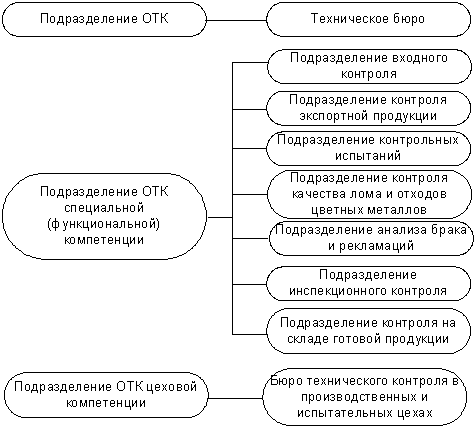 Подразделение ОТК
Техническое бюро
Подразделение входного
контроля
Подразделение контроля
экспортной продукции
Подразделение контрольных
испытаний
Подразделение ОТК
специальной
(функциональной)
компетенции
Подразделение контроля
качества лома и отходов
цветных металлов
Подразделение анализа брака
и рекламаций
Подразделение
инспекционного контроля
Подразделение контроля на
складе готовой продукции
Подразделение ОТК цеховой
компетенции
Бюро технического контроля в
производственных и
испытательных цехах